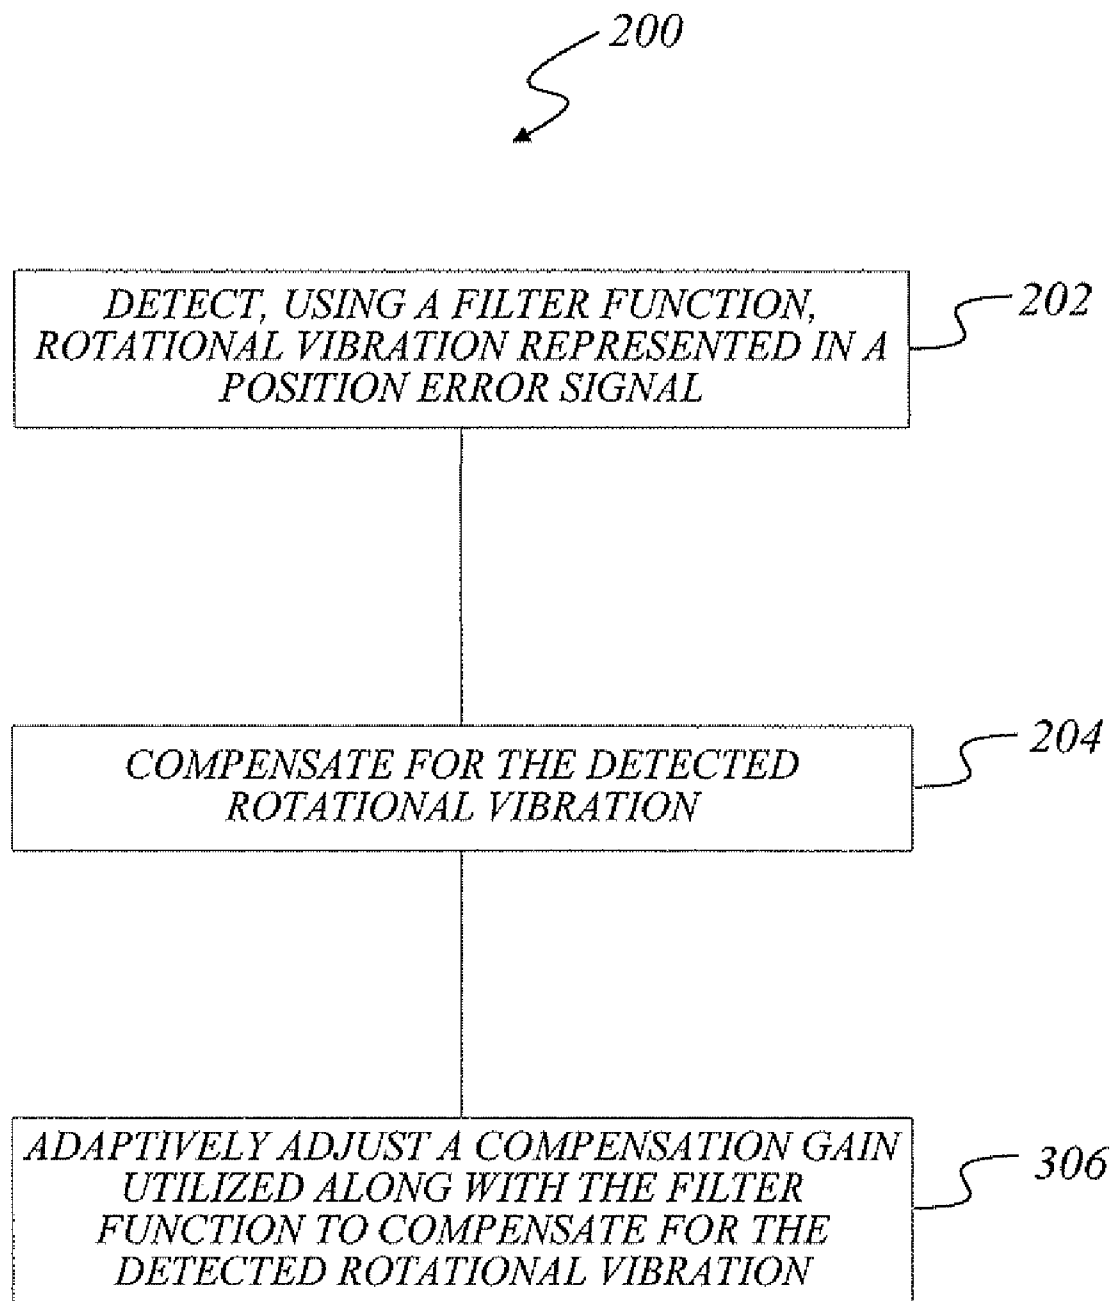 200
DETECT, USING A FILTER FUNCTION,
ROTATIONAL VIBRATION REPRESENTED IN A
POSITION ERROR SIGNAL
202
COMPENSATE FOR THE DETECTED
ROTATIONAL VIBRATION
204
ADAPTIVELY ADJUST A COMPENSATION GAIN
UTILIZED ALONG WITH THE FILTER
FUNCTION TO COMPENSATE FOR THE
DETECTED ROTATIONAL VIBRATION
306